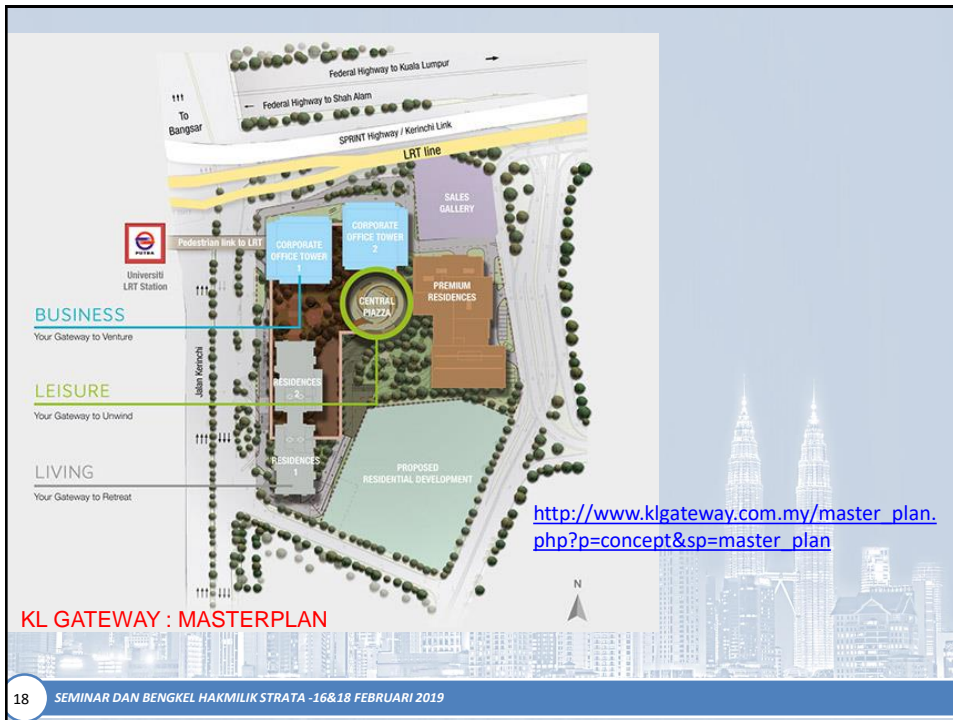 Federal Highway to Kuala Lumpur
Federal Highway to Shah Alam
To
Bangsar
SPRINT Highway / Kerinchi Link
LRT line
SALES
GALLERY
PUTRA
Pedestrian link to LRT
Universiti
LRT Station
CORPORATE
OFFICE TOWER
1
CORPORATE
OFFICE TOWER
2
PREMIUM
RESIDENCES
CENTRAL
PIAZZA
BUSINESS
Your Gateway to Venture
Jalan Kerinchi
RESIDENCES
2
LEISURE
Your Gateway to Unwind
RESIDENCES
1
LIVING
Your Gateway to Retreat
PROPOSED
RESIDENTIAL DEVELOPMENT
http://www.klgateway.com.my/master_plan.
php?p=concept&sp=master_plan
N
KL GATEWAY : MASTERPLAN
18 SEMINAR DAN BENGKEL HAKMILIK STRATA -16&18 FEBRUARI 2019